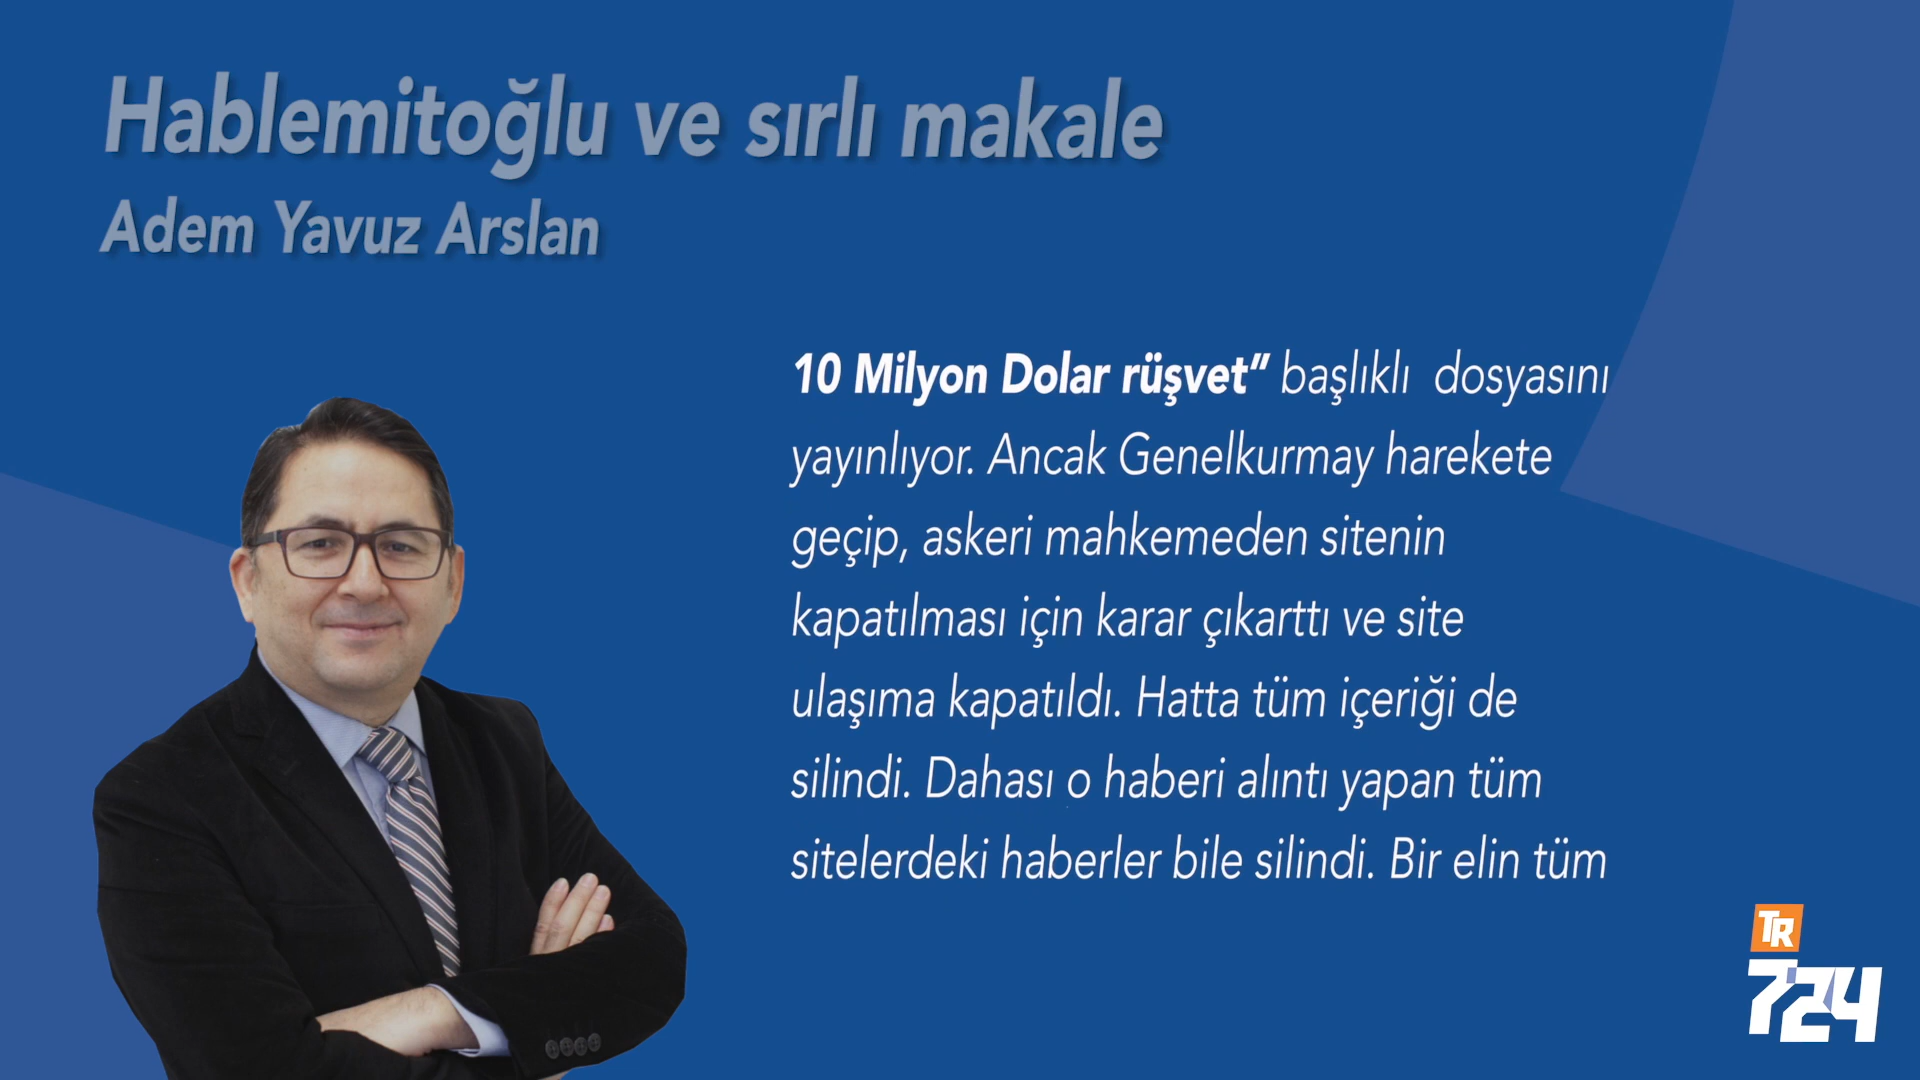 Hablemitoğlu ve sırlı makale
Adem Yavuz Arslan
10 Milyon Dolar rüşvet” başlıklı  dosyasını
yayınlıyor. Ancak Genelkurmay harekete
geçip, askeri mahkemeden sitenin
kapatılması için karar çıkarttı ve site
ulaşıma kapatıldı. Hatta tüm içeriği de
silindi. Dahası o haberi alıntı yapan tüm
sitelerdeki haberler bile silindi. Bir elin tüm
TR
724